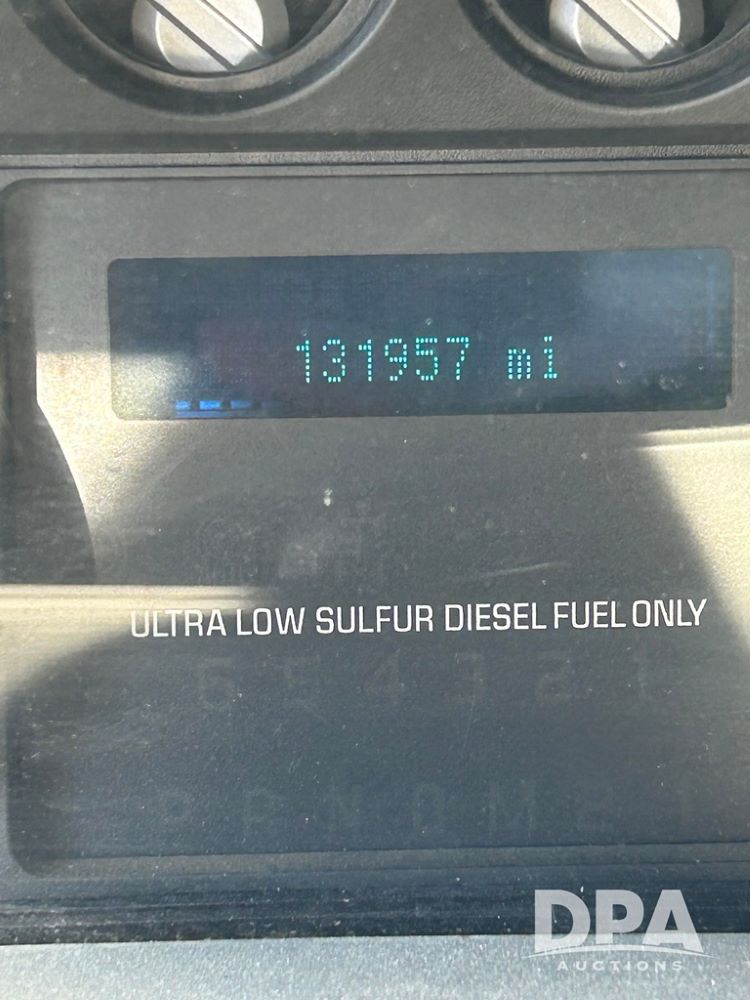 131957 mi
ULTRA LOW SULFUR DIESEL FUEL ONLY
DPA
AUCTIONS